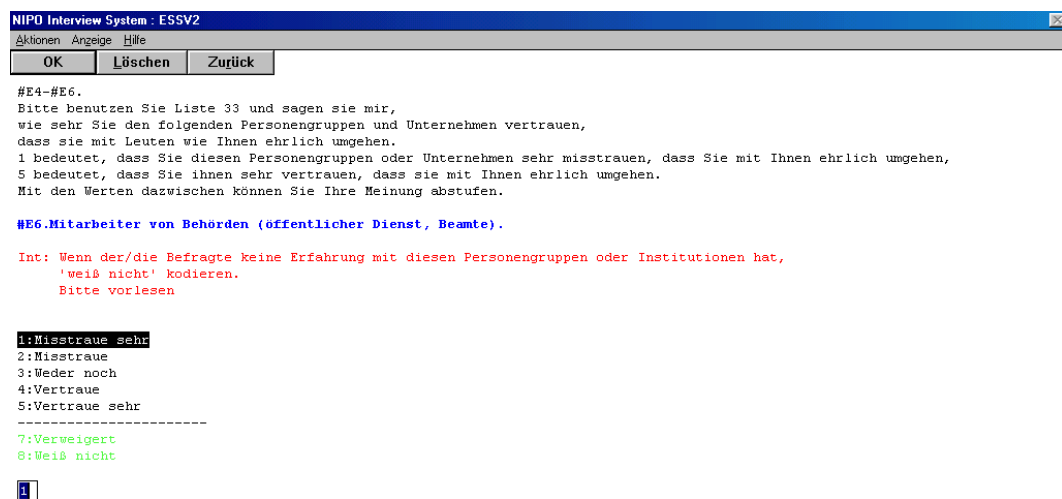 NIPO Interview System : ESSV2
Aktionen Anzeige Hilfe
OK Löschen Zurück
#E4-#E6.
Bitte benutzen Sie Liste 33 und sagen sie mir,
wie sehr Sie den folgenden Personengruppen und Unternehmen vertrauen,
dass sie mit Leuten wie Ihnen ehrlich umgehen.
1 bedeutet, dass Sie diesen Personengruppen oder Unternehmen sehr misstrauen, dass Sie mit Ihnen ehrlich umgehen,
5 bedeutet, dass Sie ihnen sehr vertrauen, dass sie mit Ihnen ehrlich umgehen.
Mit den Werten dazwischen können Sie Ihre Meinung abstufen.
#E6.Mitarbeiter von Behörden (öffentlicher Dienst, Beamte).
Int: Wenn der/die Befragte keine Erfahrung mit diesen Personengruppen oder Institutionen hat,
'weiß nicht' kodieren.
Bitte vorlesen
1:Misstraue sehr
2:Misstraue
3:Weder noch
4:Vertraue
5:Vertraue sehr
-----------------------
7:Verweigert
8:Weiß nicht
1